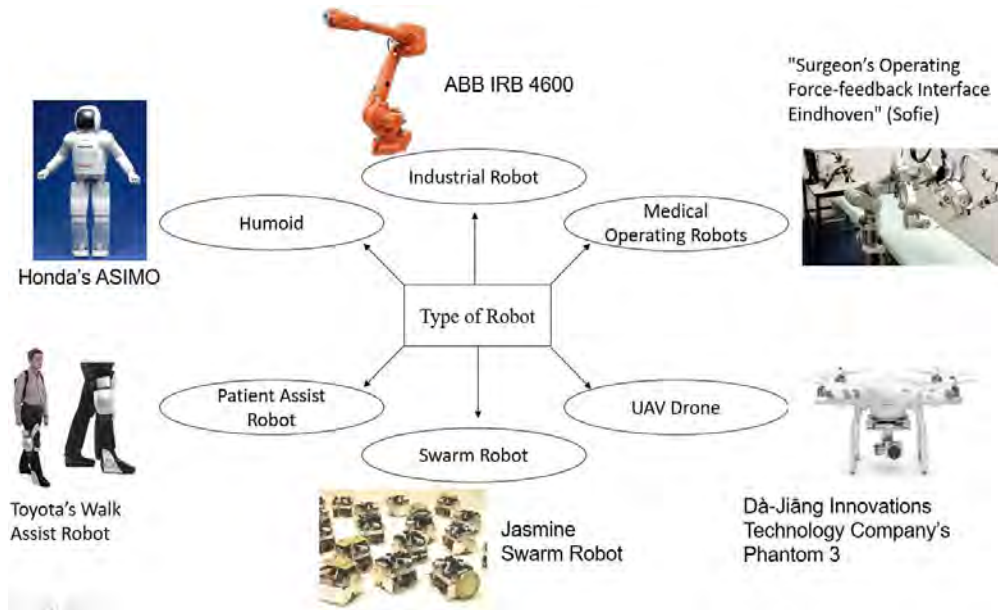 ABB IRB 4600
"Surgeon's Operating
Force-feedback Interface
Eindhoven" (Sofie)
Industrial Robot
Humoid
Medical
Operating Robots
Honda's ASIMO
Type of Robot
Patient Assist
Robot
UAV Drone
Swarm Robot
Toyota's Walk
Assist Robot
Jasmine
Swarm Robot
Dà-Jiāng Innovations
Technology Company's
Phantom 3